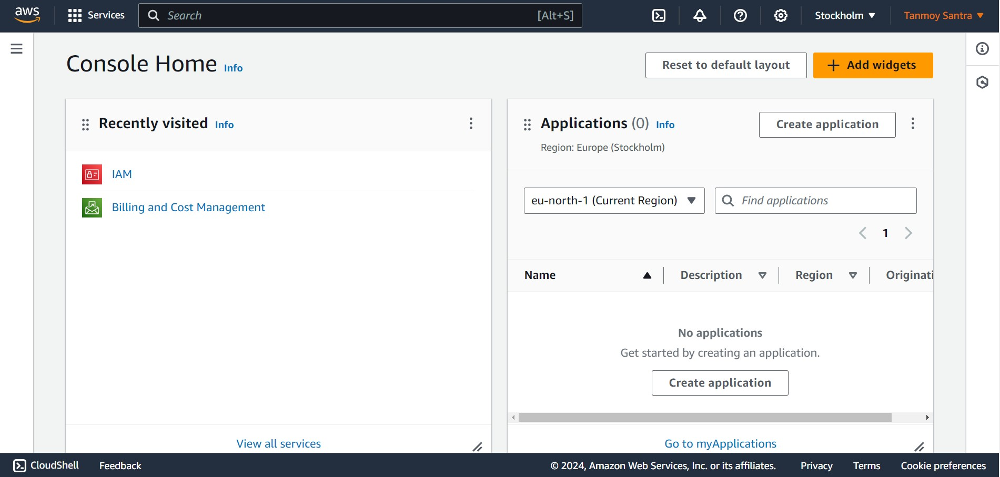 aws
Services
Search [Alt+S]
Stockholm
Tanmoy Santra
Console Home Info
Reset to default layout
Add widgets
Recently visited Info
IAM
Billing and Cost Management
View all services
Applications (0) Info
Create application
Region: Europe (Stockholm)
eu-north-1 (Current Region)
Find applications
1
Name Description Region Originati
No applications
Get started by creating an application.
Create application
Go to myApplications
CloudShell Feedback © 2024, Amazon Web Services, Inc. or its affiliates. Privacy Terms Cookie preferences